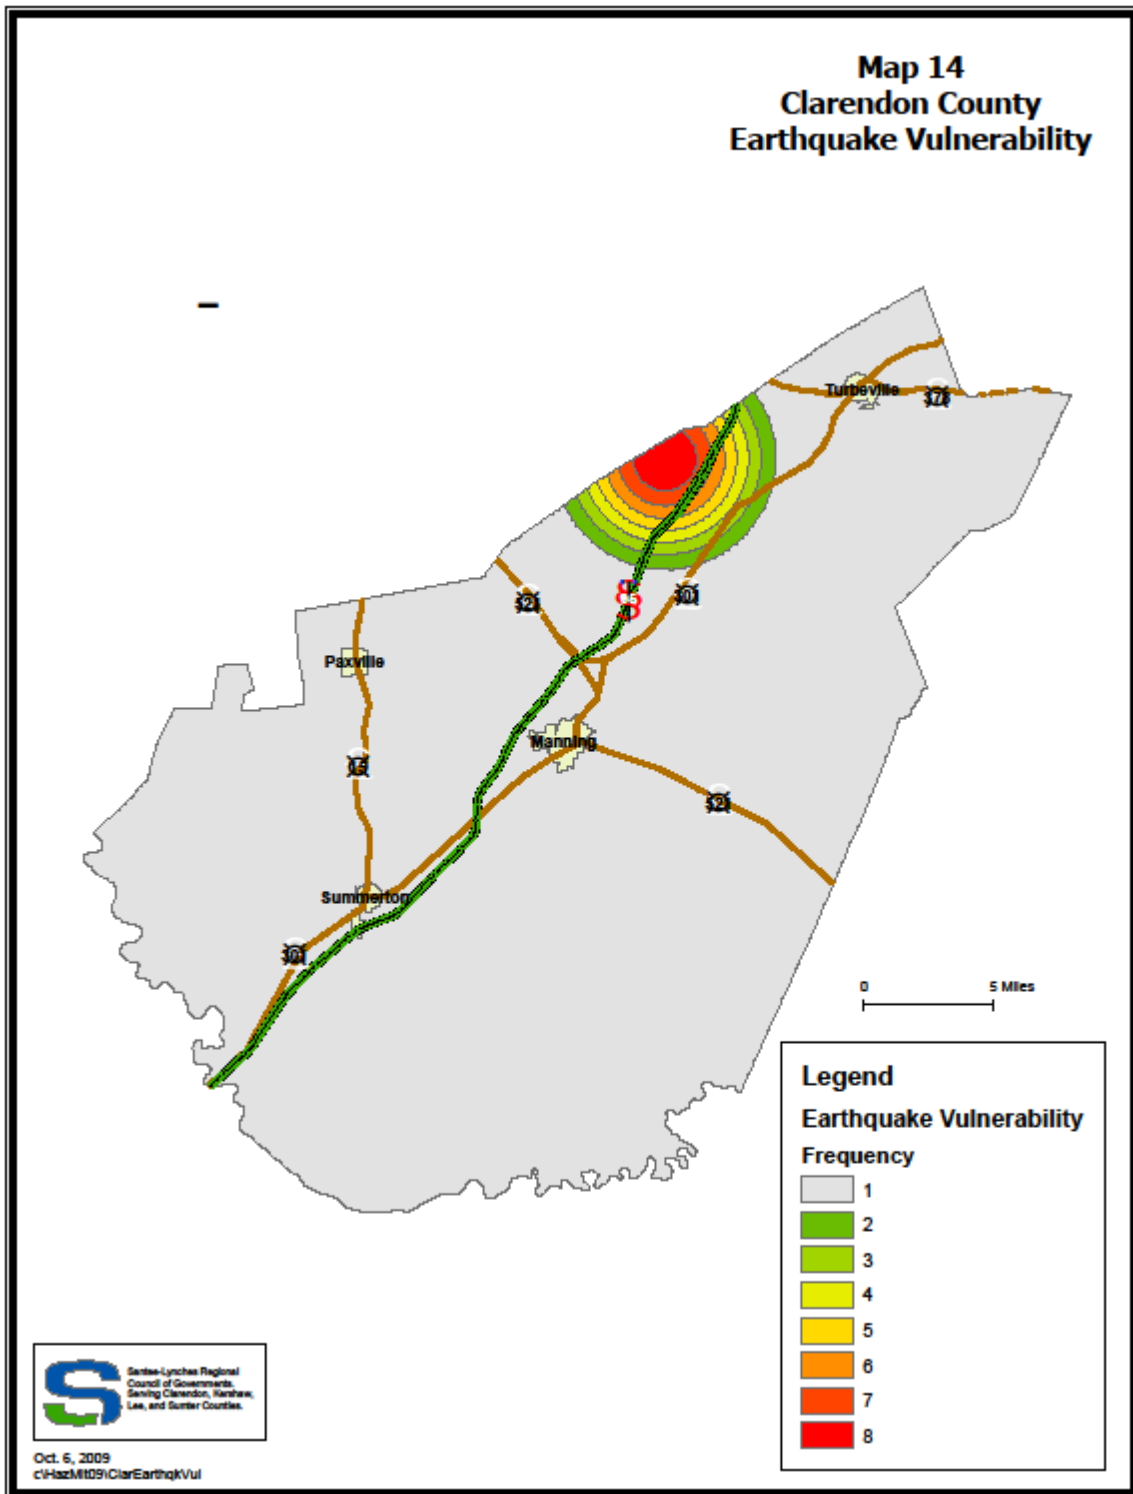 Map 14
Clarendon County
Earthquake Vulnerability
Turbeville
378
521
301
Paxville
15
Manning
521
Summerton
301
0 5 Miles
Legend
Earthquake Vulnerability
Frequency
1
2
3
4
5
6
7
8
Santee-Lynches Regional
Council of Governments.
Serving Clarendon, Kershaw,
Lee, and Sumter Counties.
Oct. 6, 2009
c\HazMit09\ClarEarthqkVul